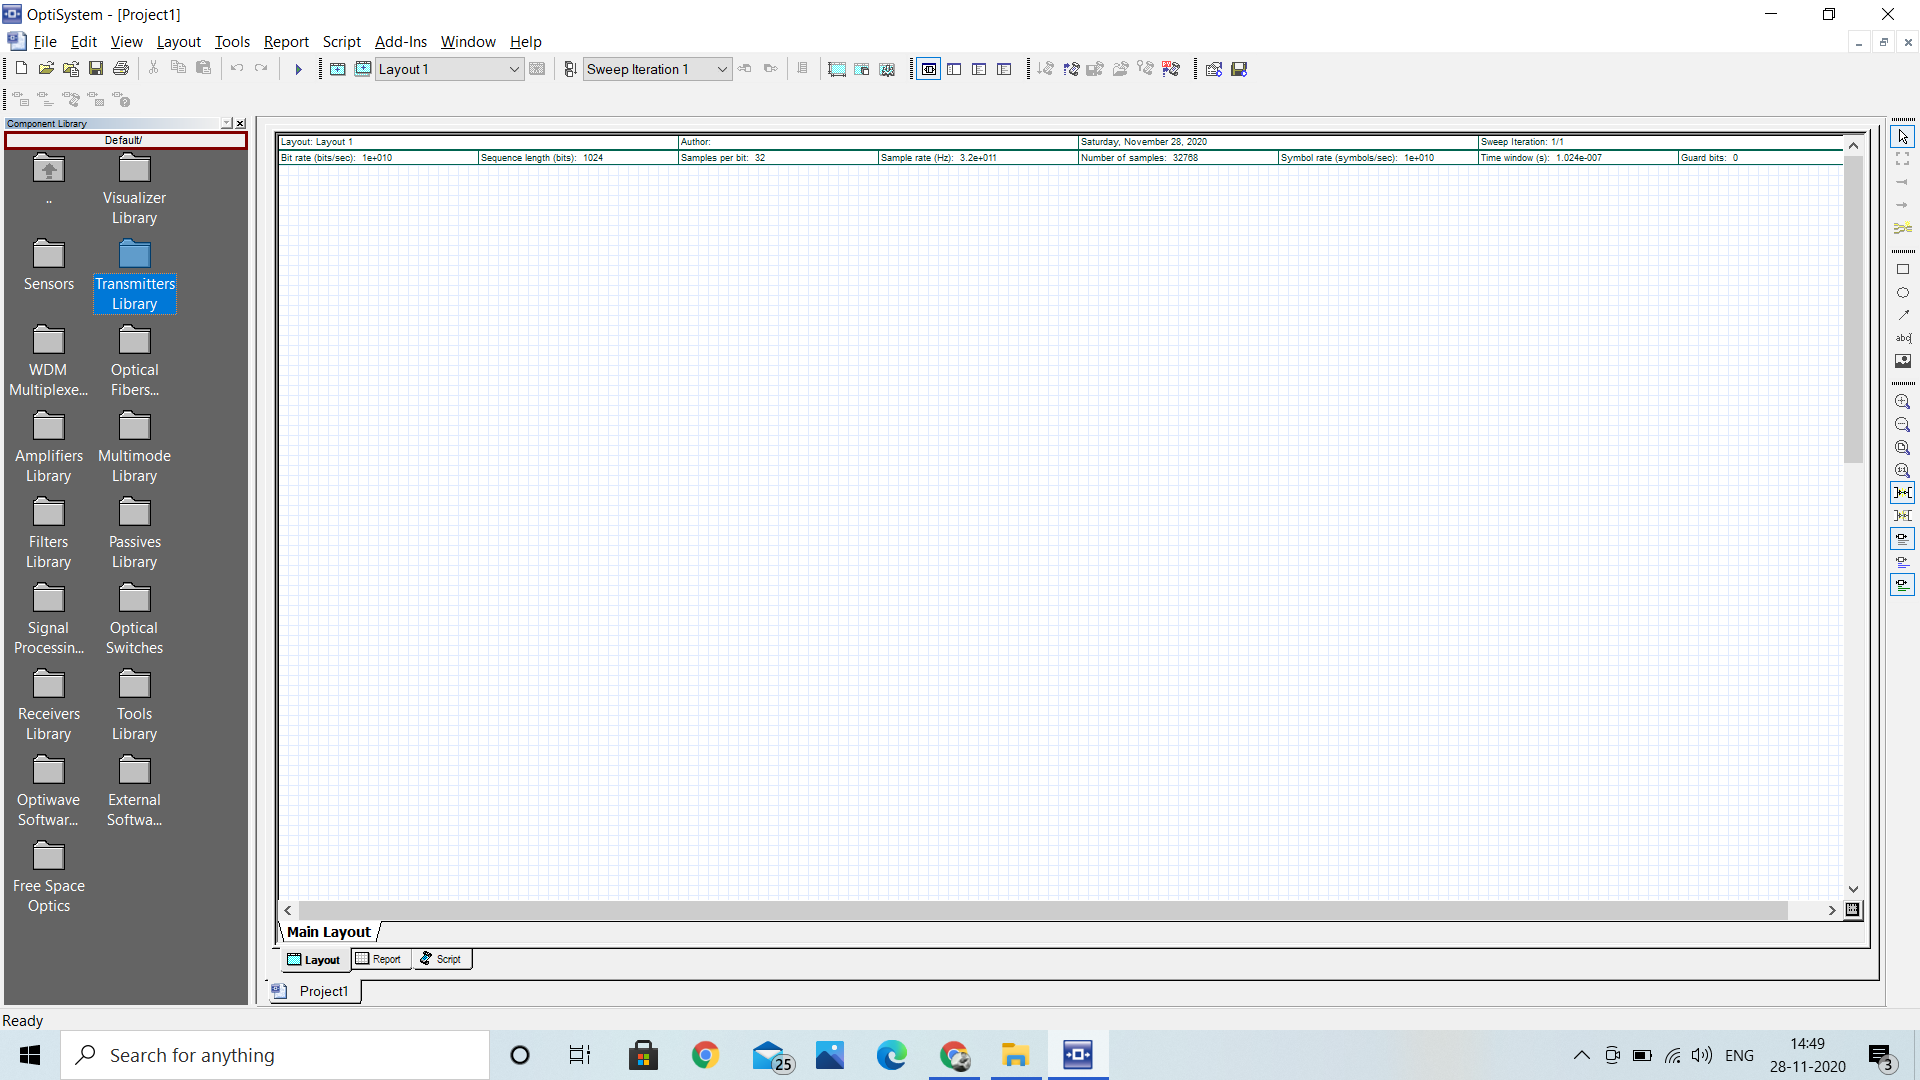 OptiSystem - [Project1]
File Edit View Layout Tools Report Script Add-Ins Window Help
Layout 1
Sweep Iteration 1
Component Library
Default/
..
Visualizer
Library
Sensors
Transmitters
Library
WDM
Multiplexe...
Optical
Fibers...
Amplifiers
Library
Multimode
Library
Filters
Library
Passives
Library
Signal
Processin...
Optical
Switches
Receivers
Library
Tools
Library
Optiwave
Softwar...
External
Softwa...
Free Space
Optics
Layout: Layout 1 Author: Saturday, November 28, 2020 Sweep Iteration: 1/1
Bit rate (bits/sec): 1e+010 Sequence length (bits): 1024 Samples per bit: 32 Sample rate (Hz): 3.2e+011 Number of samples: 32768 Symbol rate (symbols/sec): 1e+010 Time window (s): 1.024e-007 Guard bits: 0
abc
1:1
Main Layout
Layout Report Script
Project1
Ready
Search for anything
25
ENG
14:49
28-11-2020
3